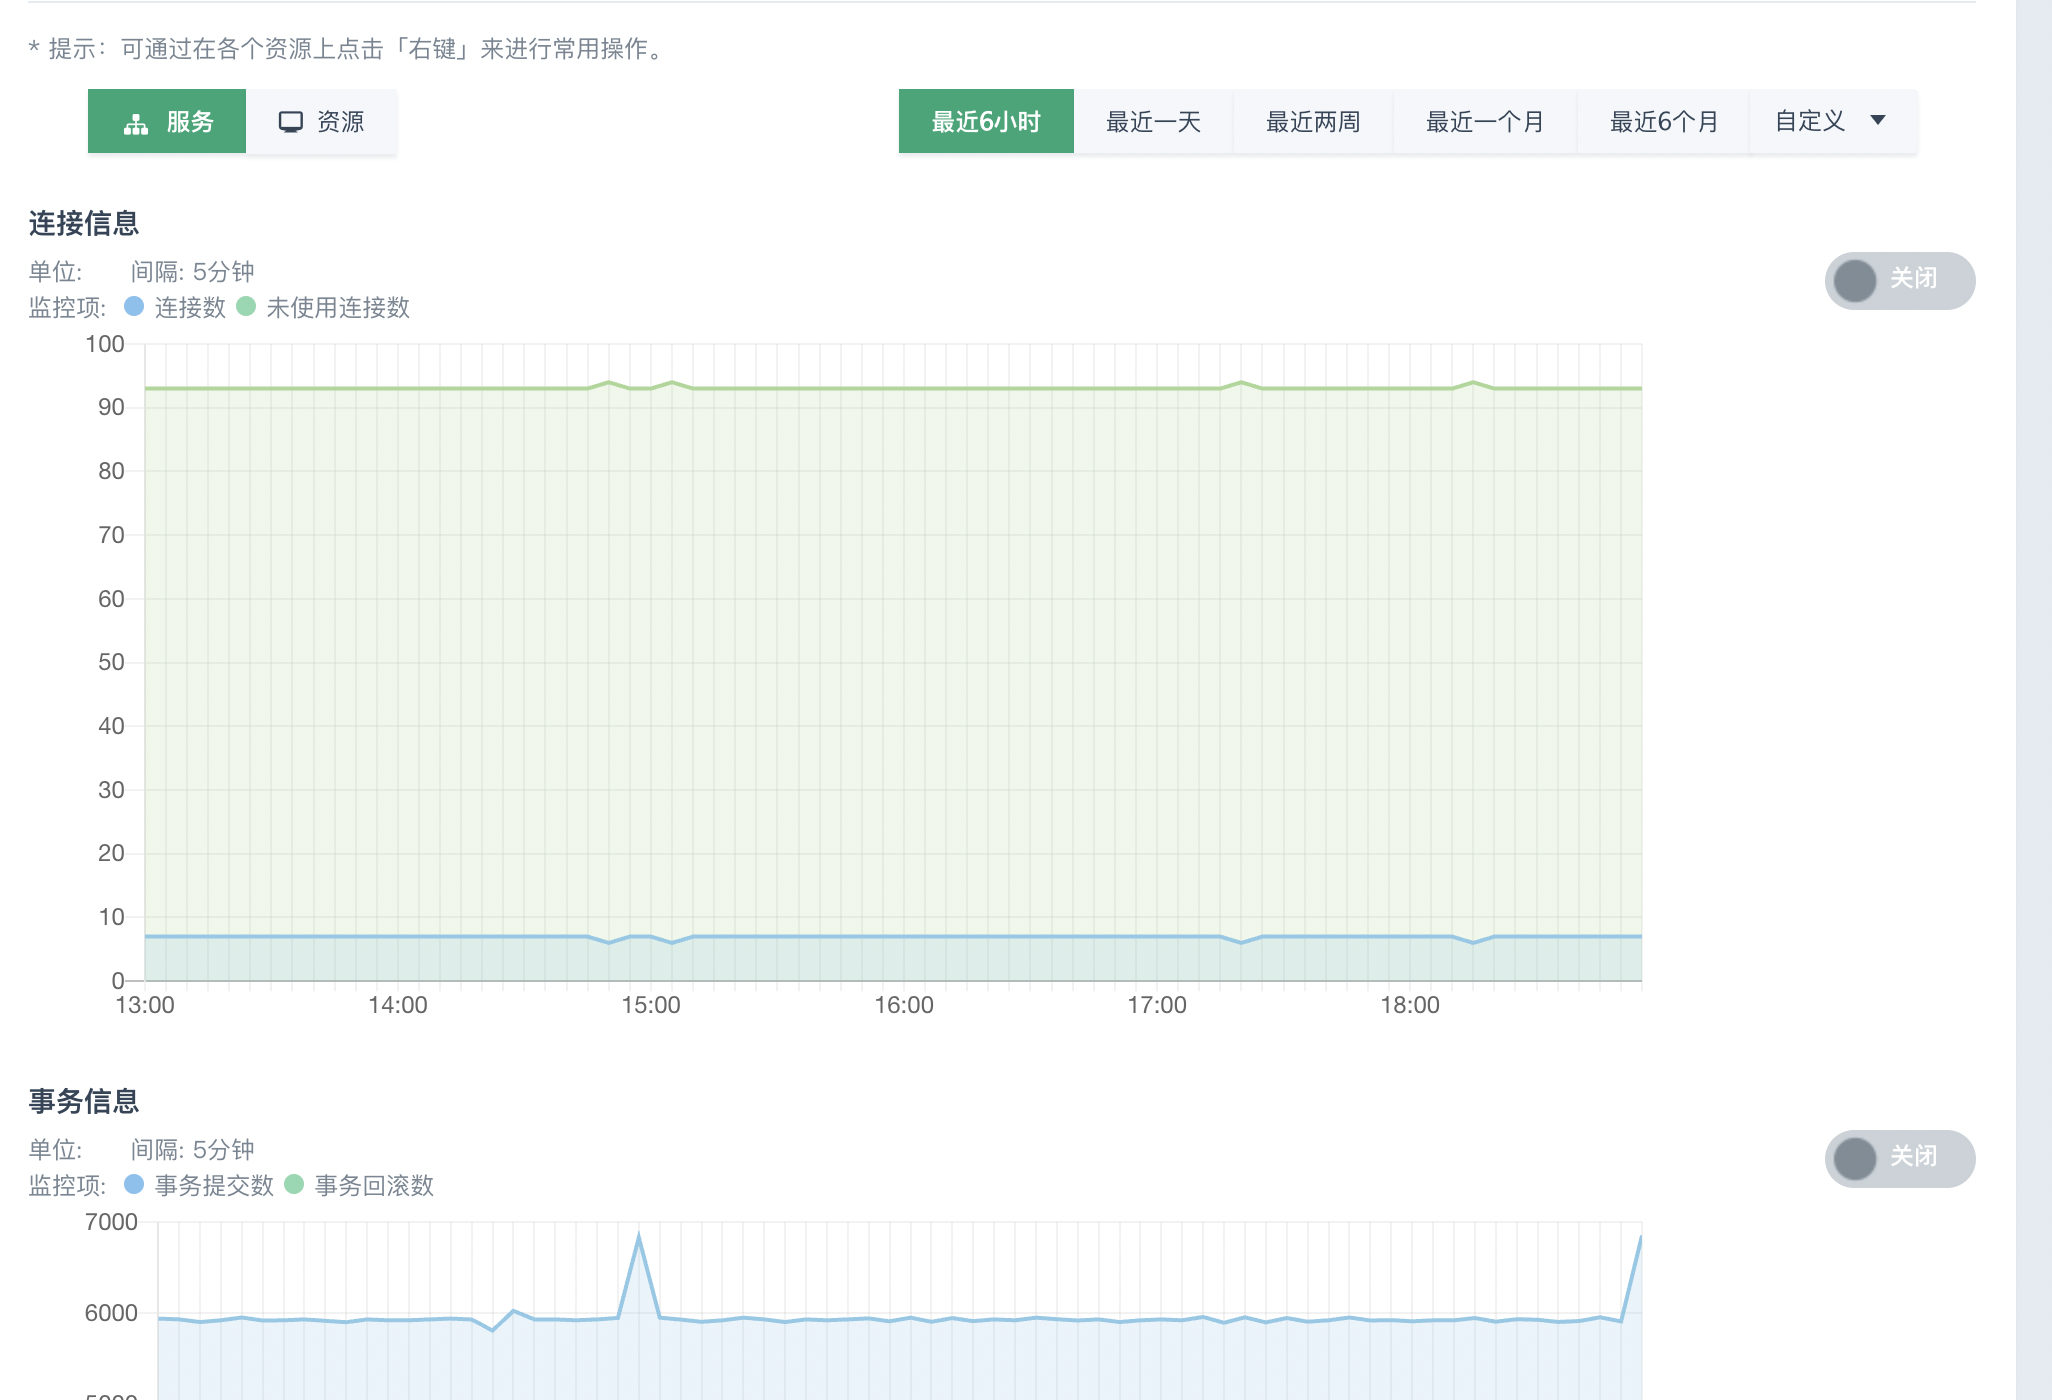 * 提示：可通过在各个资源上点击「右键」来进行常用操作。
服务 资源 最近6小时 最近一天 最近两周 最近一个月 最近6个月 自定义
连接信息
单位: 间隔: 5分钟
关闭
监控项: 连接数 未使用连接数
100
90
80
70
60
50
40
30
20
10
0
13:00 14:00 15:00 16:00 17:00 18:00
事务信息
单位: 间隔: 5分钟
关闭
监控项: 事务提交数 事务回滚数
7000
6000